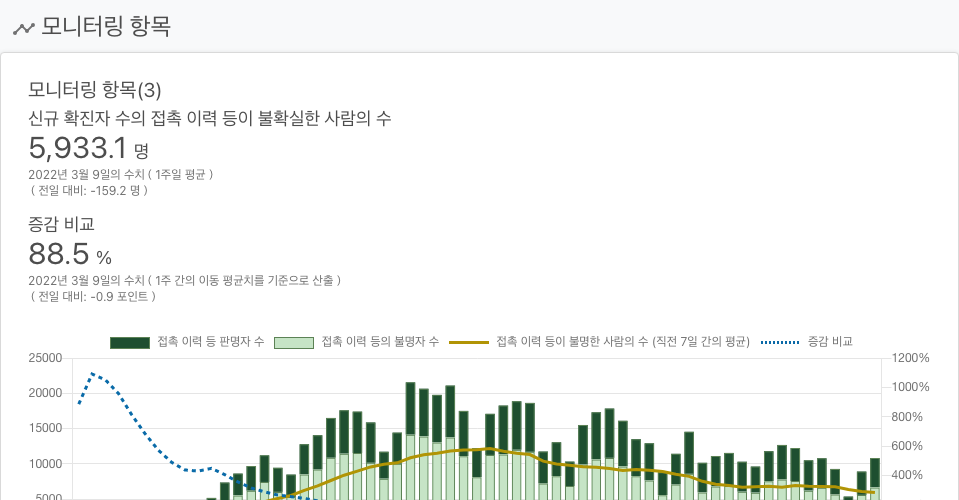 모니터링 항목
모니터링 항목(3)
신규 확진자 수의 접촉 이력 등이 불확실한 사람의 수
5,933.1 명
2022년 3월 9일의 수치 ( 1주일 평균 )
( 전일 대비: -159.2 명 )
증감 비교
88.5 %
2022년 3월 9일의 수치 ( 1주 간의 이동 평균치를 기준으로 산출 )
( 전일 대비: -0.9 포인트 )
접촉 이력 등 판명자 수 접촉 이력 등의 불명자 수 접촉 이력 등이 불명한 사람의 수 (직전 7일 간의 평균) 증감 비교
25000 1200%
20000 1000%
15000 800%
10000 600%
5000 400%